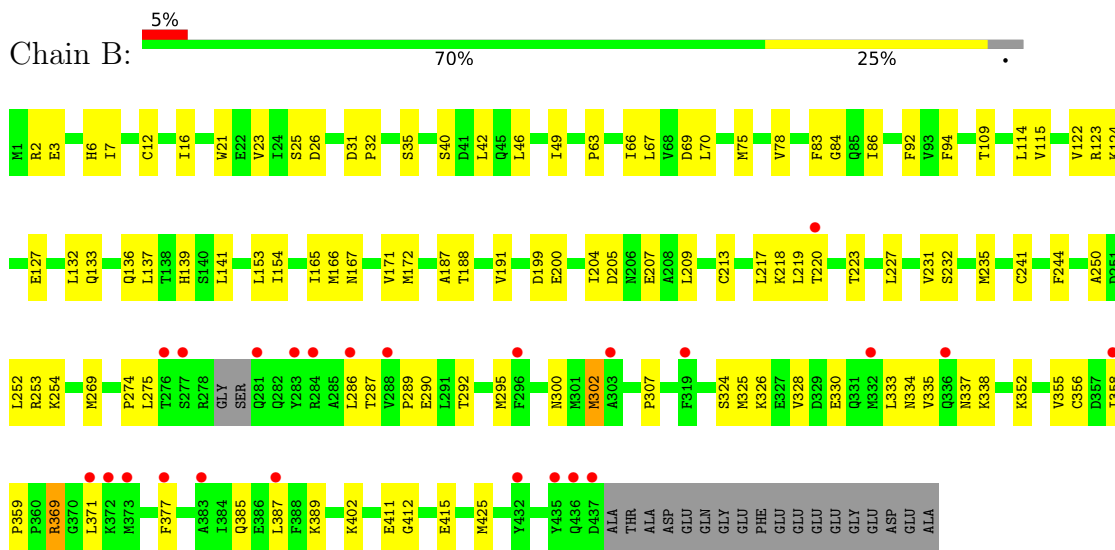 5%
Chain B:
70% 25% •
M1 R2 E3 H6 I7 C12 I16 W21 E22 V23 I24 S25 D26 D31 P32 S35 S40 D41 L42 Q45 L46 I49 P63 I66 L67 V68 D69 L70 M75 V78 F83 G84 Q85 I86 F92 V93 F94 T109 L114 V115 V122 R123 K124
E127 L132 Q133 Q136 L137 T138 H139 S140 L141 L153 I154 I165 M166 N167 V171 M172 A187 T188 V191 D199 E200 I204 D205 N206 E207 A208 L209 C213 L217 K218 L219 T220 T223 L227 V231 S232 M235 C241 F244 A250 D251
L252 R253 K254 M269 P274 L275 T276 S277 R278 GLY SER Q281 Q282 Y283 R284 A285 L286 T287 V288 P289 E290 L291 T292 M295 F296 N300 M301 M302 A303 P307 F319 S324 M325 K326 E327 V328 D329 E330 Q331 M332 L333 N334 V335 Q336 N337 K338 K352 V355 C356 D357 I358
P359 P360 R369 G370 L371 K372 M373 F377 A383 I384 Q385 E386 L387 F388 K389 K402 E411 G412 E415 M425 Y432 Y435 Q436 D437 ALA THR ALA ASP GLU GLN GLY GLU GLU PHE GLU GLU GLU GLU GLY GLU ASP GLU ALA